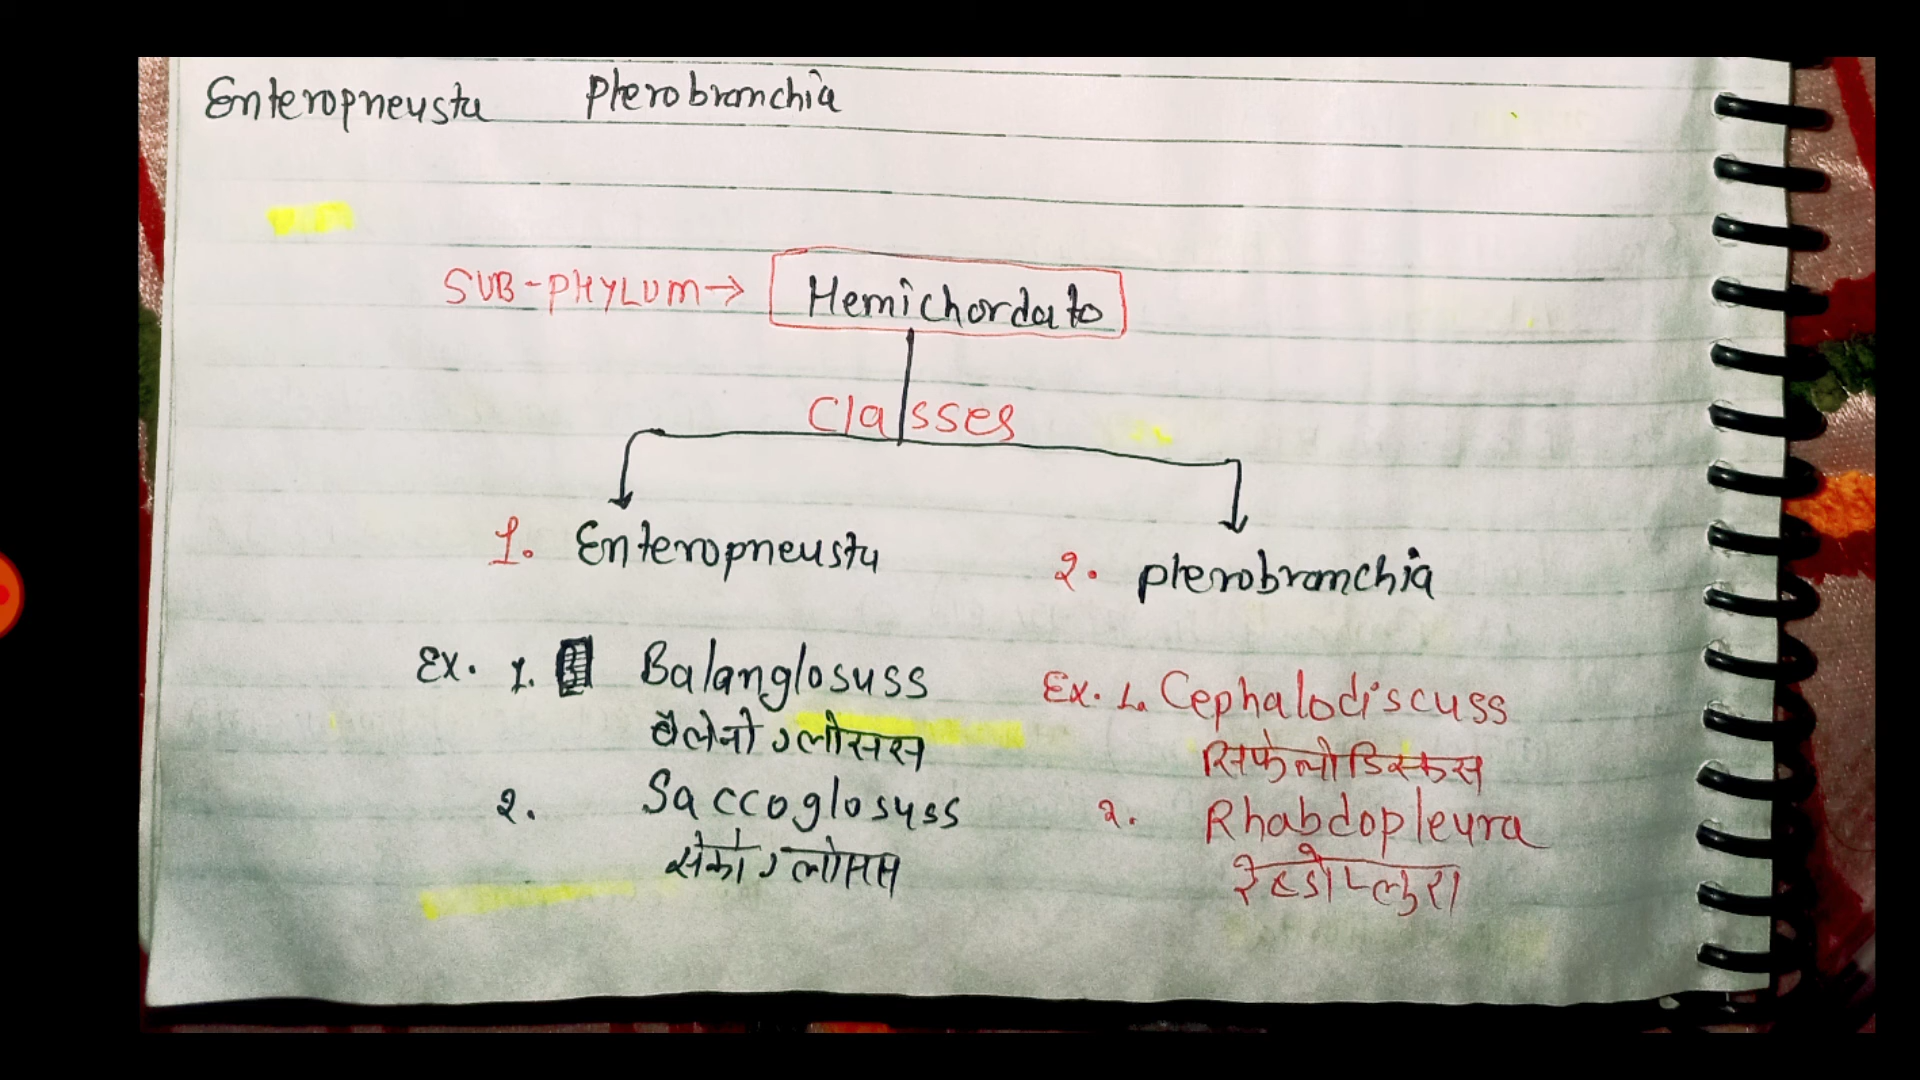 Enteropneusta Pterobranchia
SUB-PHYLUM→ Hemichordata
Classes
1. Enteropneusta 2. pterobranchia
Ex. 1. Balanglosuss Ex. 1. Cephalodiscuss
बैलेनोग्लोसस सिफेलोडिस्कस
2. Saccoglosuss 2. Rhabdopleura
सेकोग्लोसस रेब्डोप्लुरा